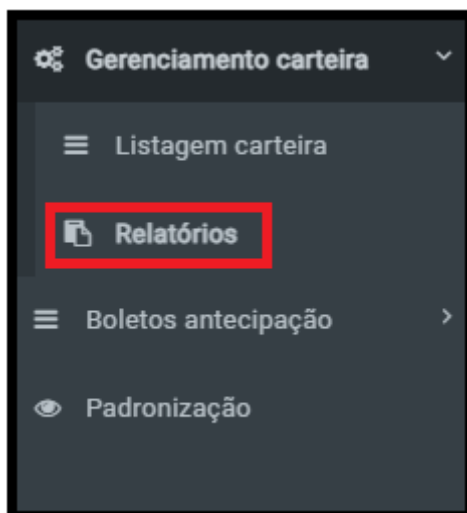 Gerenciamento carteira
Listagem carteira
Relatórios
Boletos antecipação
Padronização